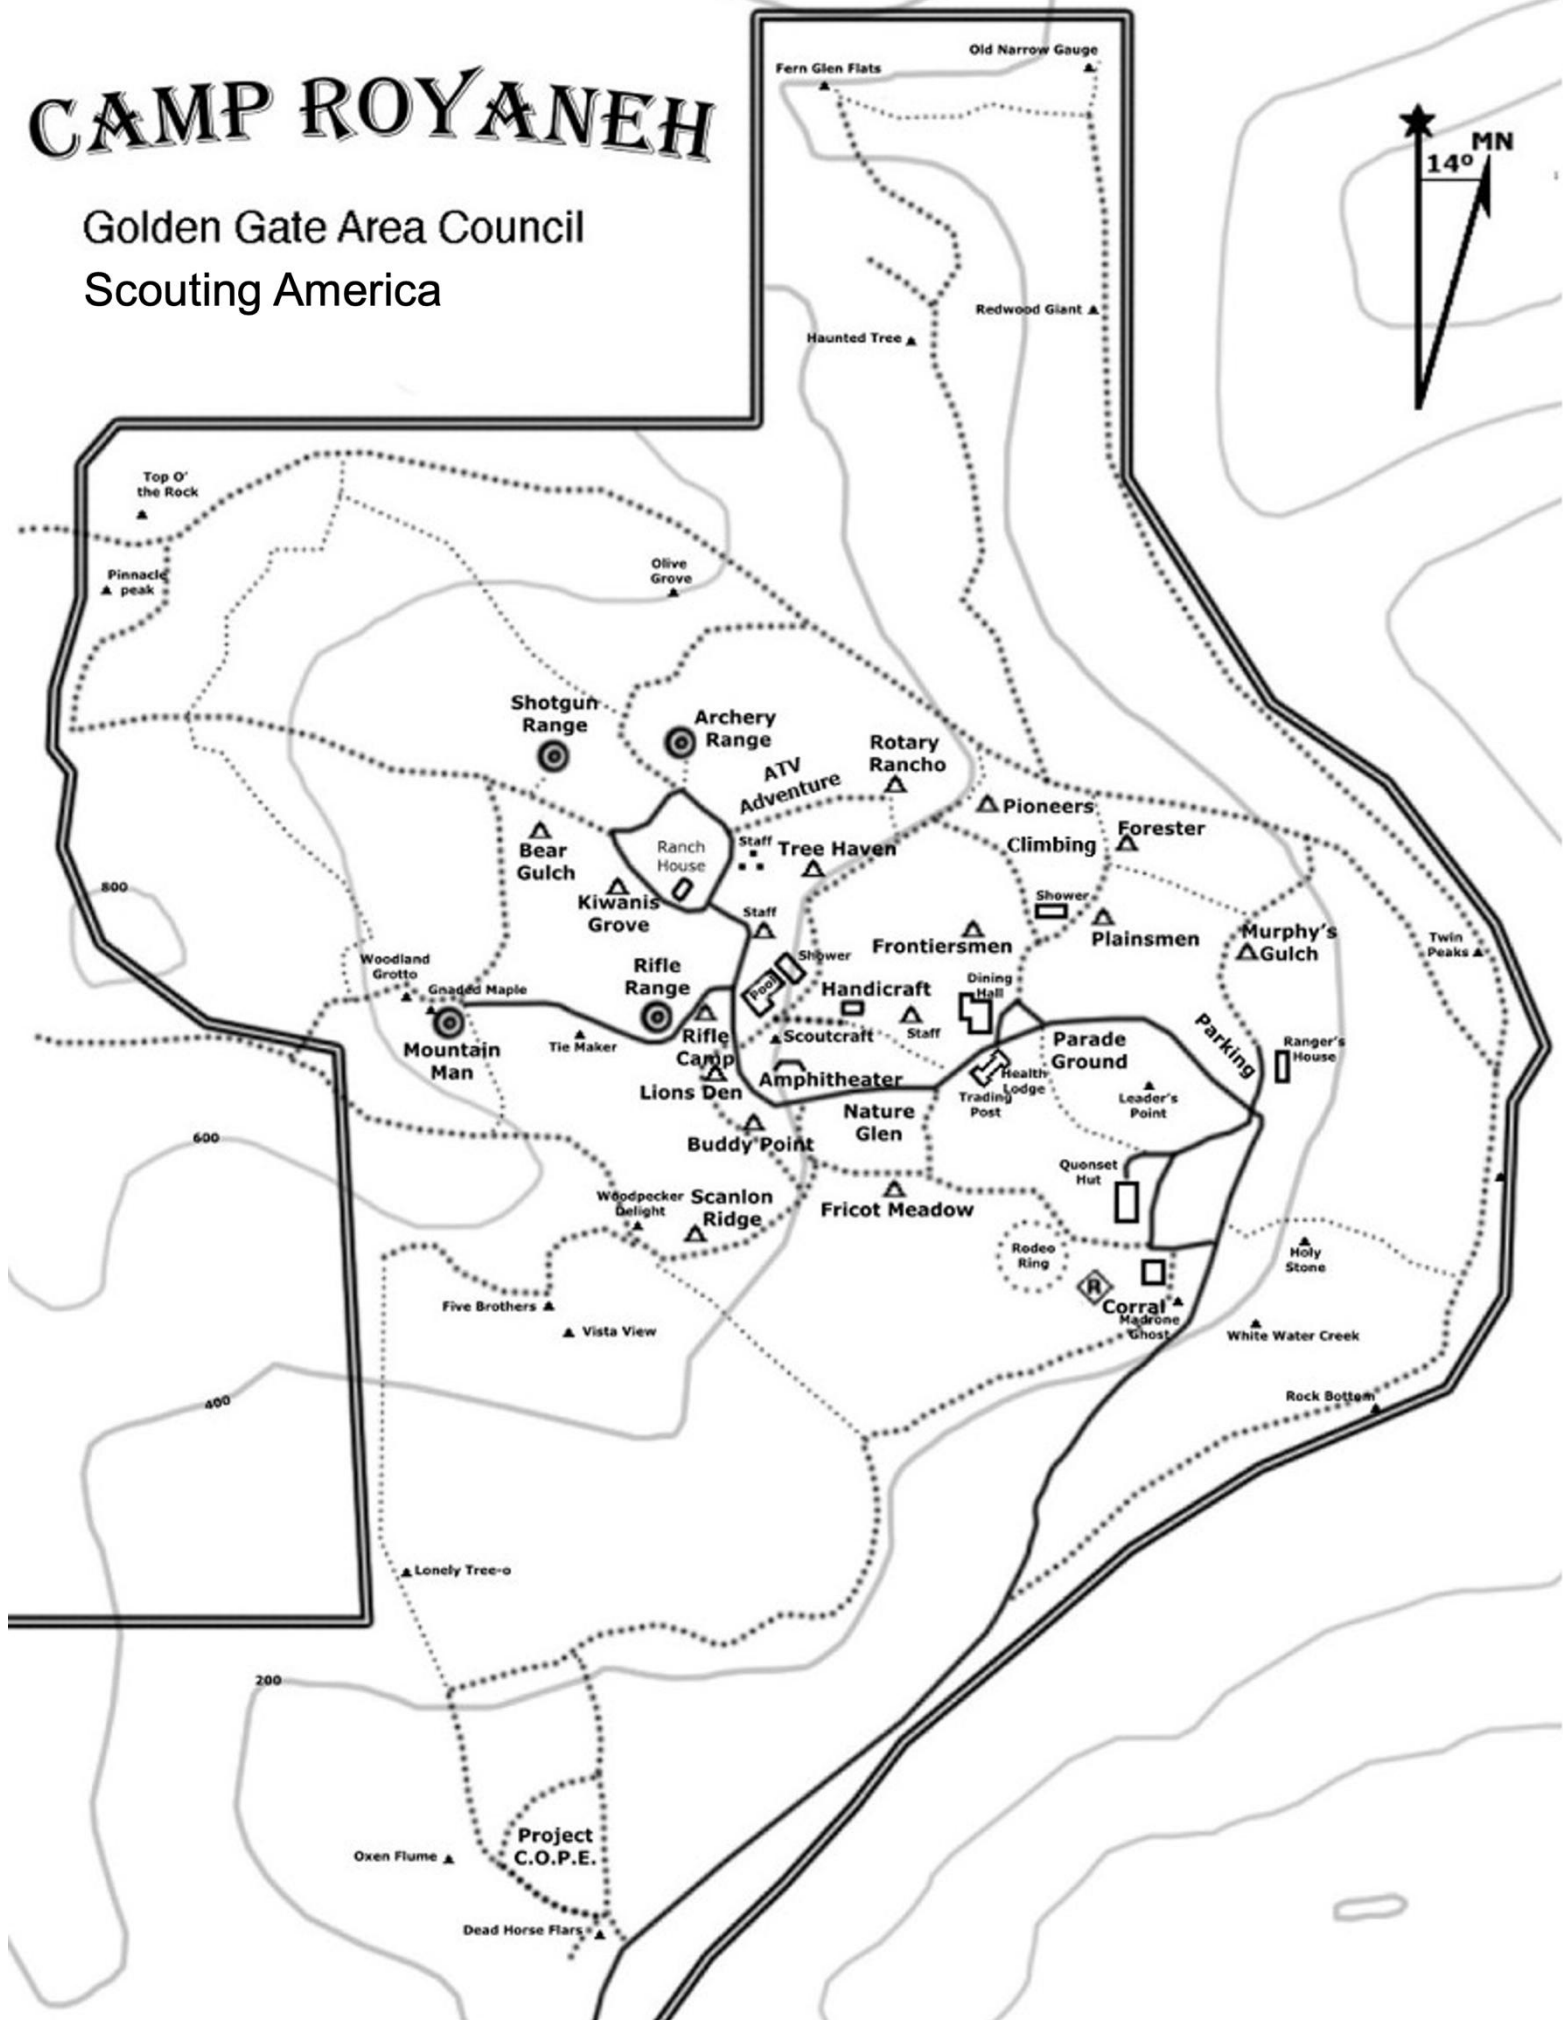 CAMP ROYANEH
Golden Gate Area Council
Scouting America
Old Narrow Gauge
Fern Glen Flats
MN
14º
Redwood Giant
Haunted Tree
Top O'
the Rock
Pinnacle
peak
Olive
Grove
Shotgun
Range
Archery
Range
ATV
Adventure
Rotary
Rancho
Pioneers
Climbing
Forester
Bear
Gulch
Ranch
House
Staff
Tree Haven
Kiwanis
Grove
Staff
Shower
Frontiersmen
Plainsmen
Murphy's
Gulch
Twin
Peaks
800
Woodland
Grotto
Gnaded Maple
Rifle
Range
Shower
Pool
Handicraft
Dining
Hall
Mountain
Man
Tie Maker
Rifle
Camp
Scoutcraft
Staff
Parade
Ground
Parking
Ranger's
House
Lions Den
Amphitheater
Health
Lodge
Trading
Post
Leader's
Point
Nature
Glen
Buddy Point
600
Quonset
Hut
Woodpecker
Delight
Scanlon
Ridge
Fricot Meadow
Rodeo
Ring
Holy
Stone
R
Corral
Madrone
Ghost
Five Brothers
Vista View
White Water Creek
400
Rock Bottom
Lonely Tree-o
200
Project
C.O.P.E.
Oxen Flume
Dead Horse Flars